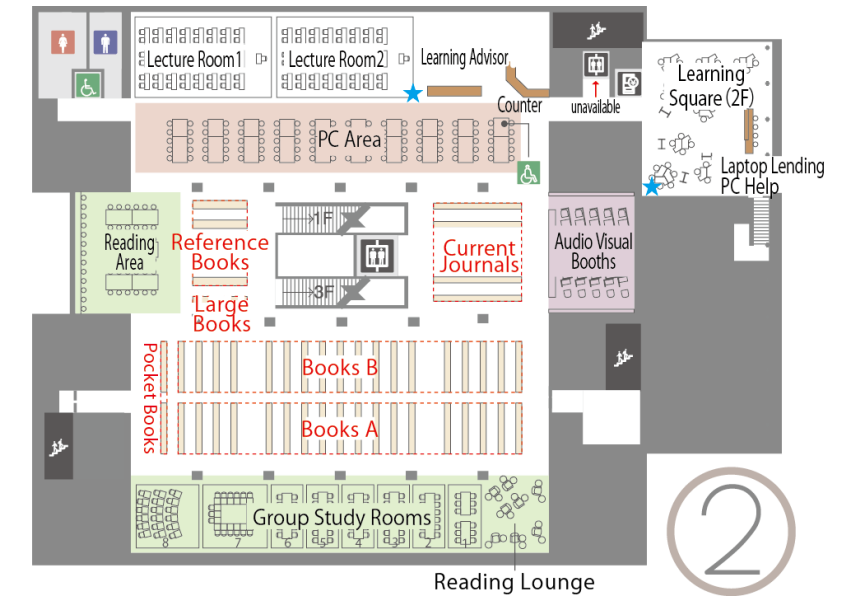 Lecture Room1
Lecture Room2
Learning Advisor
Counter
unavailable
Learning
Square (2F)
PC Area
Laptop Lending
PC Help
Reading
Area
Reference
Books
1F
Current
Journals
Audio Visual
Booths
3F
Large
Books
Pocket Books
Books B
Books A
Group Study Rooms
8
7
6
5
4
3
2
1
Reading Lounge
2